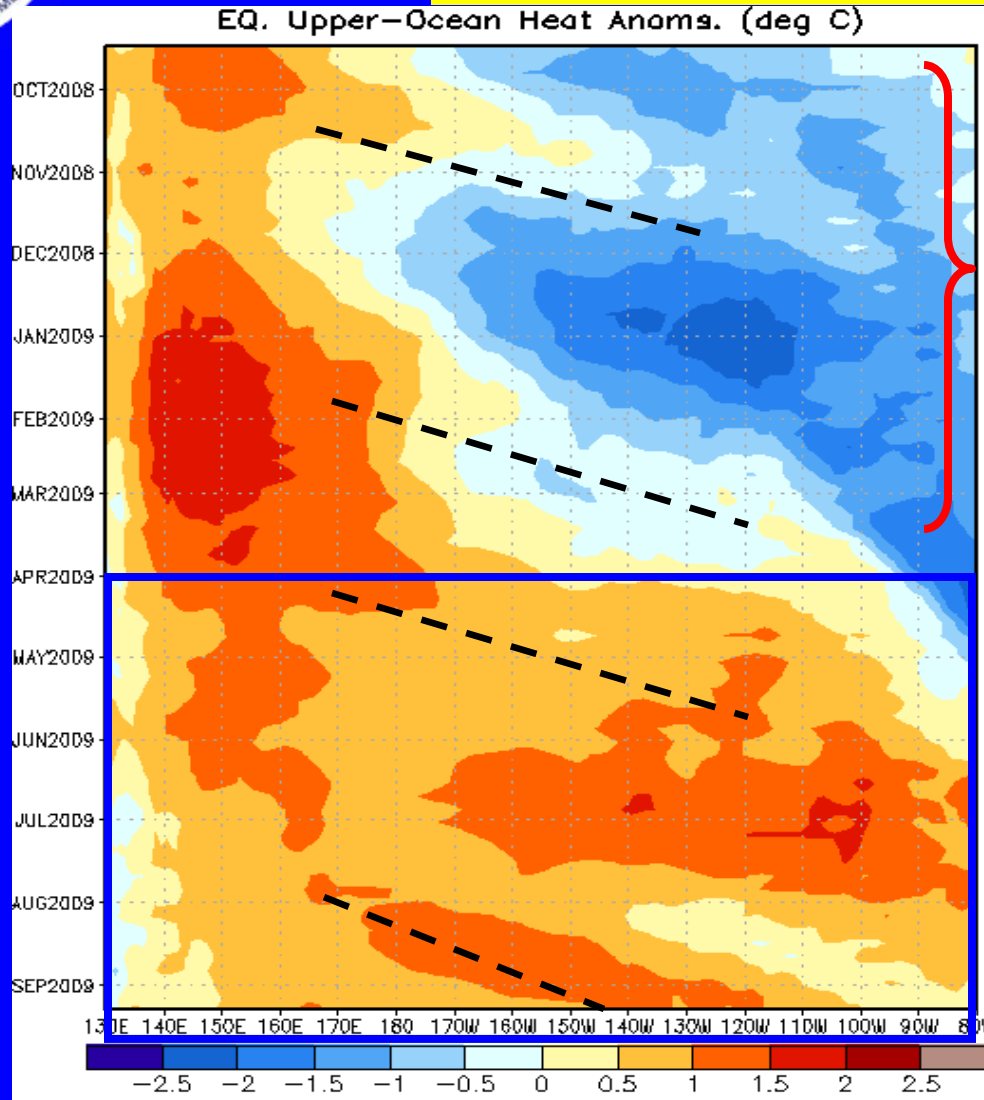 EQ. Upper-Ocean Heat Anoms. (deg C)
OCT2008
NOV2008
DEC2008
JAN2009
FEB2009
MAR2009
APR2009
MAY2009
JUN2009
JUL2009
AUG2009
SEP2009
130E 140E 150E 160E 170E 180 170W 160W 150W 140W 130W 120W 110W 100W 90W 80W
-2.5 -2 -1.5 -1 -0.5 0 0.5 1 1.5 2 2.5